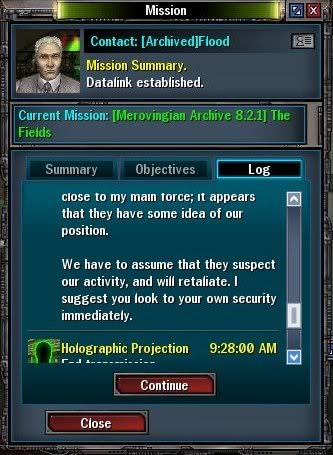 Mission
Contact: [Archived]Flood
Mission Summary.
Datalink established.
Current Mission: [Merovingian Archive 8.2.1] The
Fields
Summary
Objectives
Log
close to my main force; it appears
that they have some idea of our
position.
We have to assume that they suspect
our activity, and will retaliate. I
suggest you look to your own security
immediately.
Holographic Projection 9:28:00 AM
End transmission.
Continue
Close